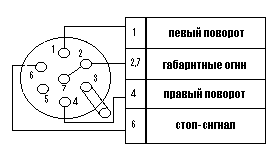 1 певый поворот
2,7 габаритные огни
4 правый поворот
6 стоп-сигнал
1
2
6
3
7
5
4